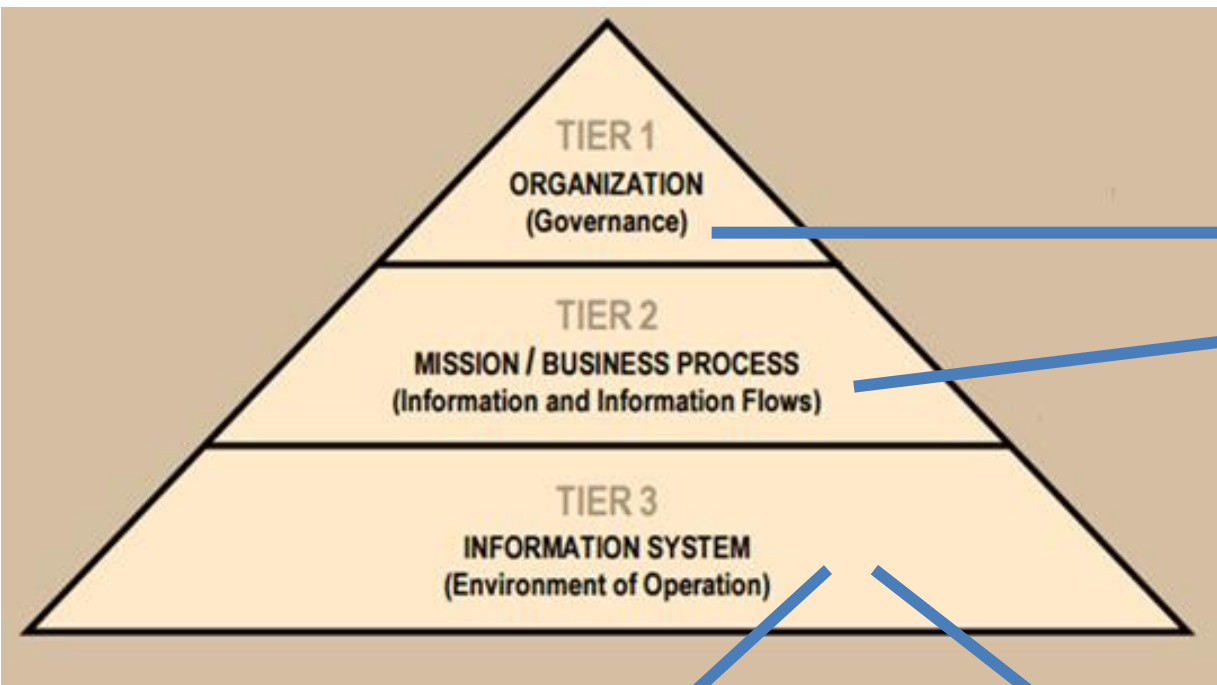 TIER 1
ORGANIZATION
(Governance)
TIER 2
MISSION / BUSINESS PROCESS
(Information and Information Flows)
TIER 3
INFORMATION SYSTEM
(Environment of Operation)